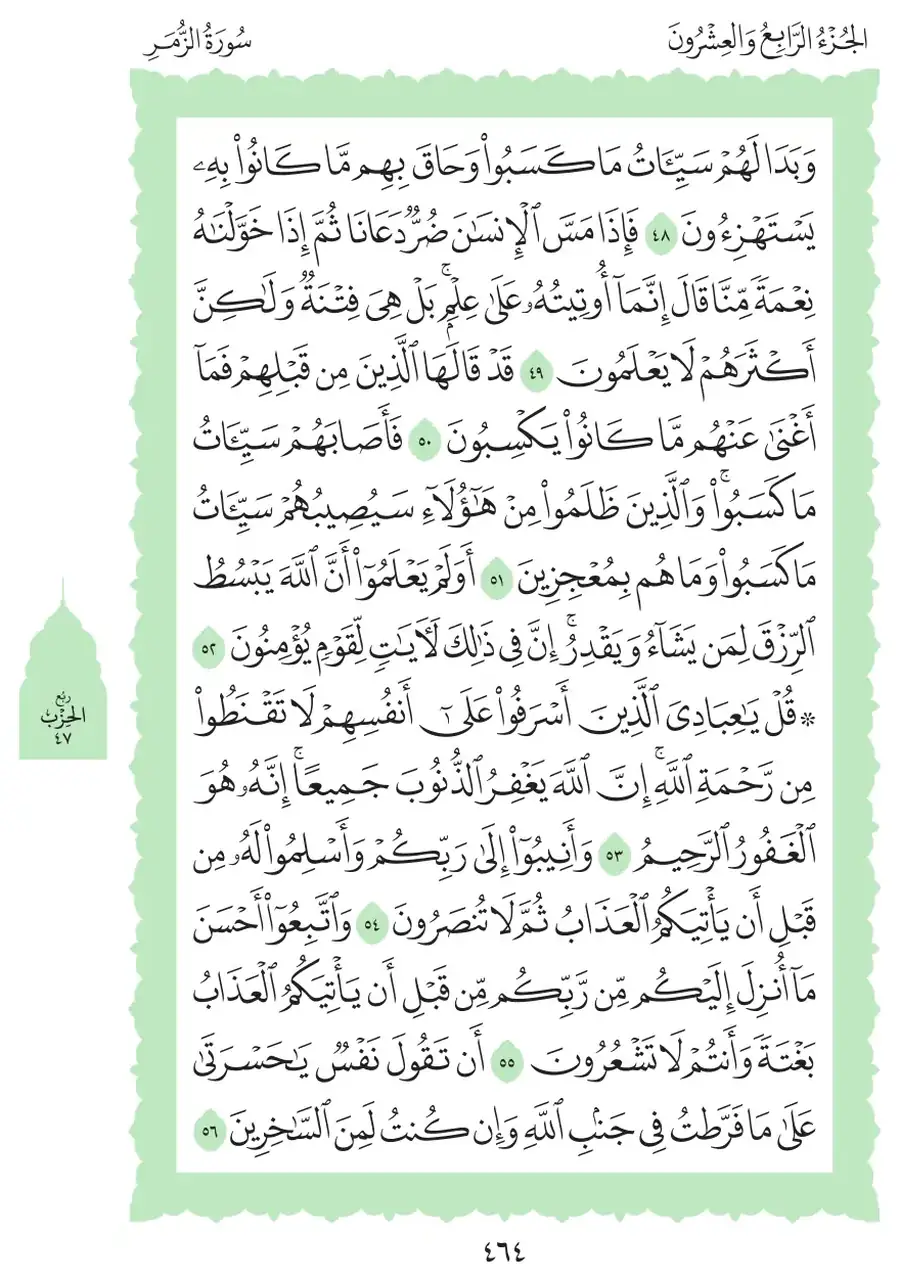 الجُزْءُ الرَّابِعُ وَالعِشْرُونَ
سُورَةُ الزُّمَرِ
وَبَدَا لَهُمْ سَيِّـَٔاتُ مَا كَسَبُوا۟ وَحَاقَ بِهِم مَّا كَانُوا۟ بِهِۦ
يَسْتَهْزِءُونَ ٤٨ فَإِذَا مَسَّ ٱلْإِنسَٰنَ ضُرٌّ دَعَانَا ثُمَّ إِذَا خَوَّلْنَٰهُ
نِعْمَةً مِّنَّا قَالَ إِنَّمَآ أُوتِيتُهُۥ عَلَىٰ عِلْمٍۭ ۚ بَلْ هِىَ فِتْنَةٌ وَلَٰكِنَّ
أَكْثَرَهُمْ لَا يَعْلَمُونَ ٤٩ قَدْ قَالَهَا ٱلَّذِينَ مِن قَبْلِهِمْ فَمَآ
أَغْنَىٰ عَنْهُم مَّا كَانُوا۟ يَكْسِبُونَ ٥٠ فَأَصَابَهُمْ سَيِّـَٔاتُ
مَا كَسَبُوا۟ ۚ وَٱلَّذِينَ ظَلَمُوا۟ مِنْ هَٰٓؤُلَآءِ سَيُصِيبُهُمْ سَيِّـَٔاتُ
مَا كَسَبُوا۟ وَمَا هُم بِمُعْجِزِينَ ٥١ أَوَلَمْ يَعْلَمُوٓا۟ أَنَّ ٱللَّهَ يَبْسُطُ
ٱلرِّزْقَ لِمَن يَشَآءُ وَيَقْدِرُ ۚ إِنَّ فِى ذَٰلِكَ لَءَايَٰتٍ لِّقَوْمٍ يُؤْمِنُونَ ٥٢
۞ قُلْ يَٰعِبَادِىَ ٱلَّذِينَ أَسْرَفُوا۟ عَلَىٰٓ أَنفُسِهِمْ لَا تَقْنَطُوا۟
مِن رَّحْمَةِ ٱللَّهِ ۚ إِنَّ ٱللَّهَ يَغْفِرُ ٱلذُّنُوبَ جَمِيعًا ۚ إِنَّهُۥ هُوَ
ٱلْغَفُورُ ٱلرَّحِيمُ ٥٣ وَأَنِيبُوٓا۟ إِلَىٰ رَبِّكُمْ وَأَسْلِمُوا۟ لَهُۥ مِن
قَبْلِ أَن يَأْتِيَكُمُ ٱلْعَذَابُ ثُمَّ لَا تُنصَرُونَ ٥٤ وَٱتَّبِعُوٓا۟ أَحْسَنَ
مَآ أُنزِلَ إِلَيْكُم مِّن رَّبِّكُم مِّن قَبْلِ أَن يَأْتِيَكُمُ ٱلْعَذَابُ
بَغْتَةً وَأَنتُمْ لَا تَشْعُرُونَ ٥٥ أَن تَقُولَ نَفْسٌ يَٰحَسْرَتَىٰ
عَلَىٰ مَا فَرَّطتُ فِى جَنۢبِ ٱللَّهِ وَإِن كُنتُ لَمِنَ ٱلسَّٰخِرِينَ ٥٦
ربع
الحزب
٤٧
٤٦٤